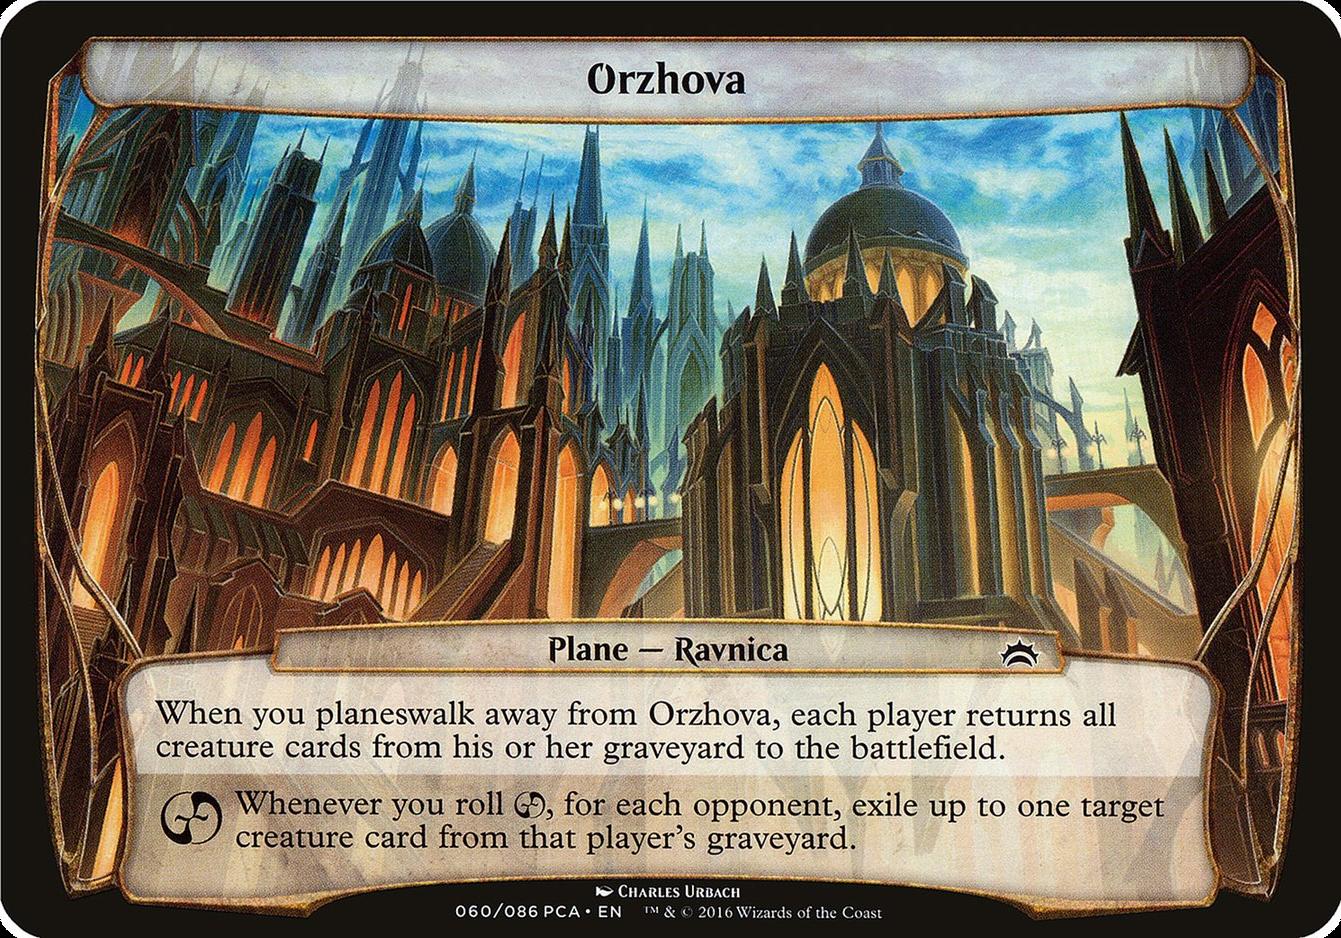 Orzhova
Plane — Ravnica
When you planeswalk away from Orzhova, each player returns all
creature cards from his or her graveyard to the battlefield.
Whenever you roll , for each opponent, exile up to one target
creature card from that player’s graveyard.
Charles Urbach
060/086 PCA • EN ™ & © 2016 Wizards of the Coast